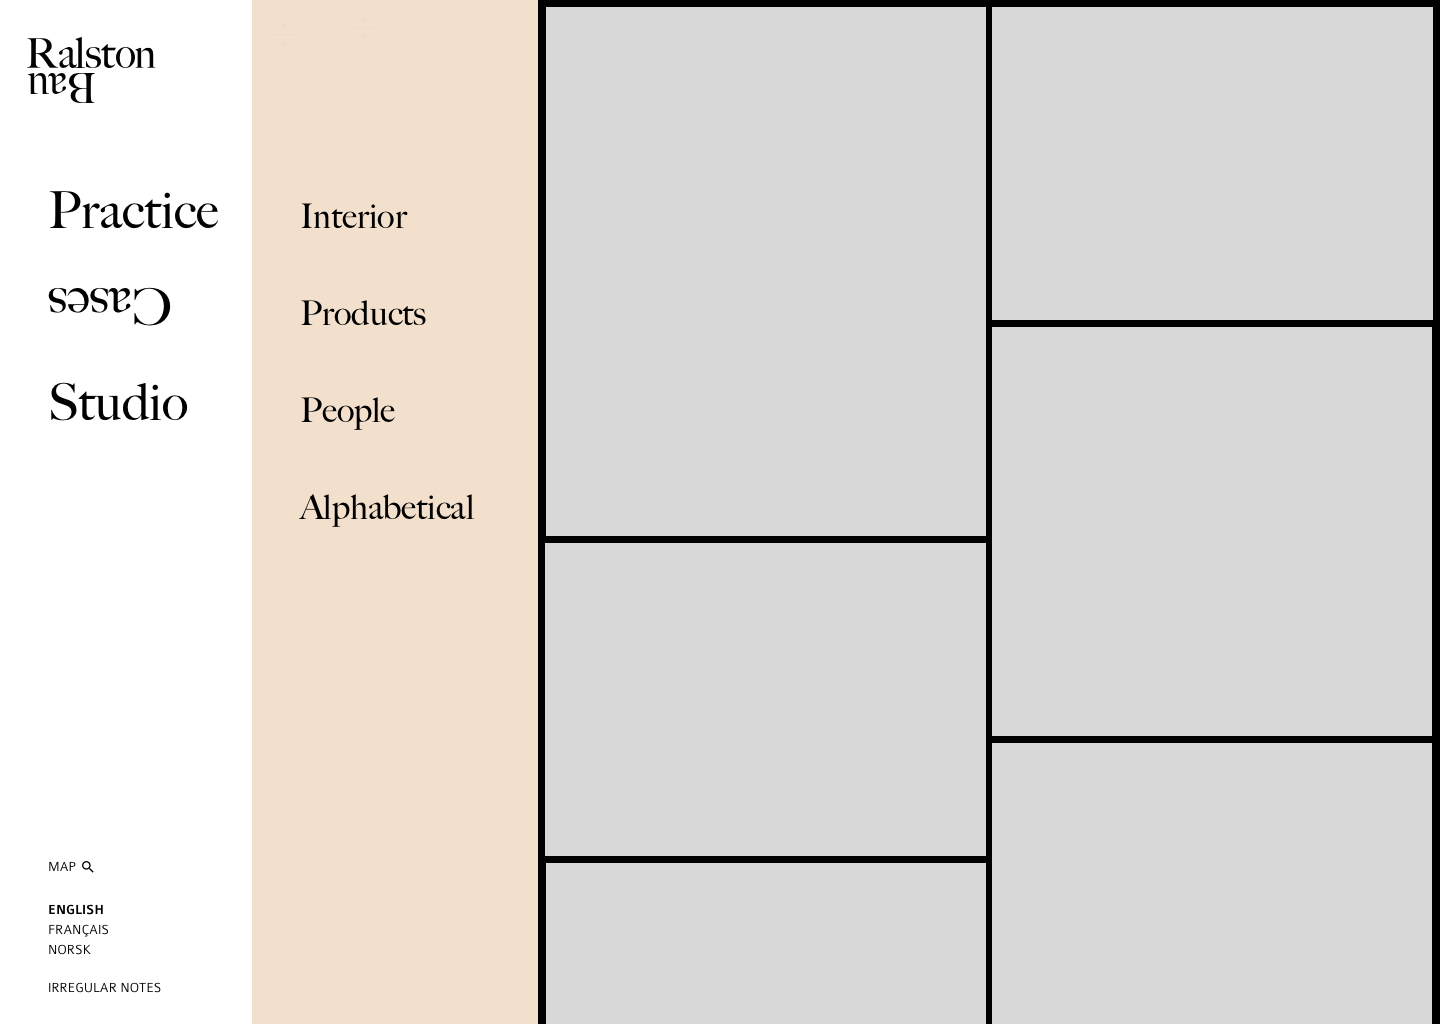 Ralston
Bau
Practice
Cases
Studio
Interior
Products
People
Alphabetical
MAP
ENGLISH
FRANÇAIS
NORSK
IRREGULAR NOTES